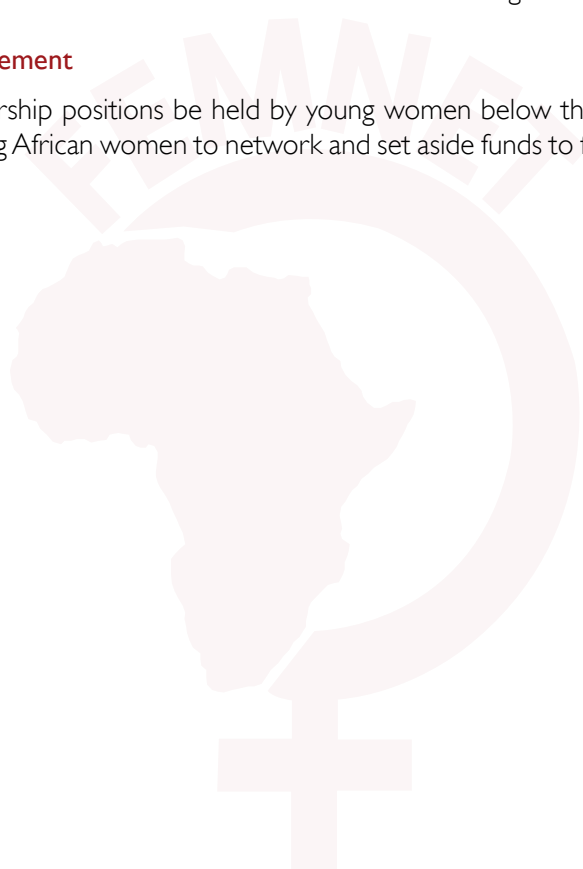 ement
rship positions be held by young women below th
g African women to network and set aside funds to f
FEMNET